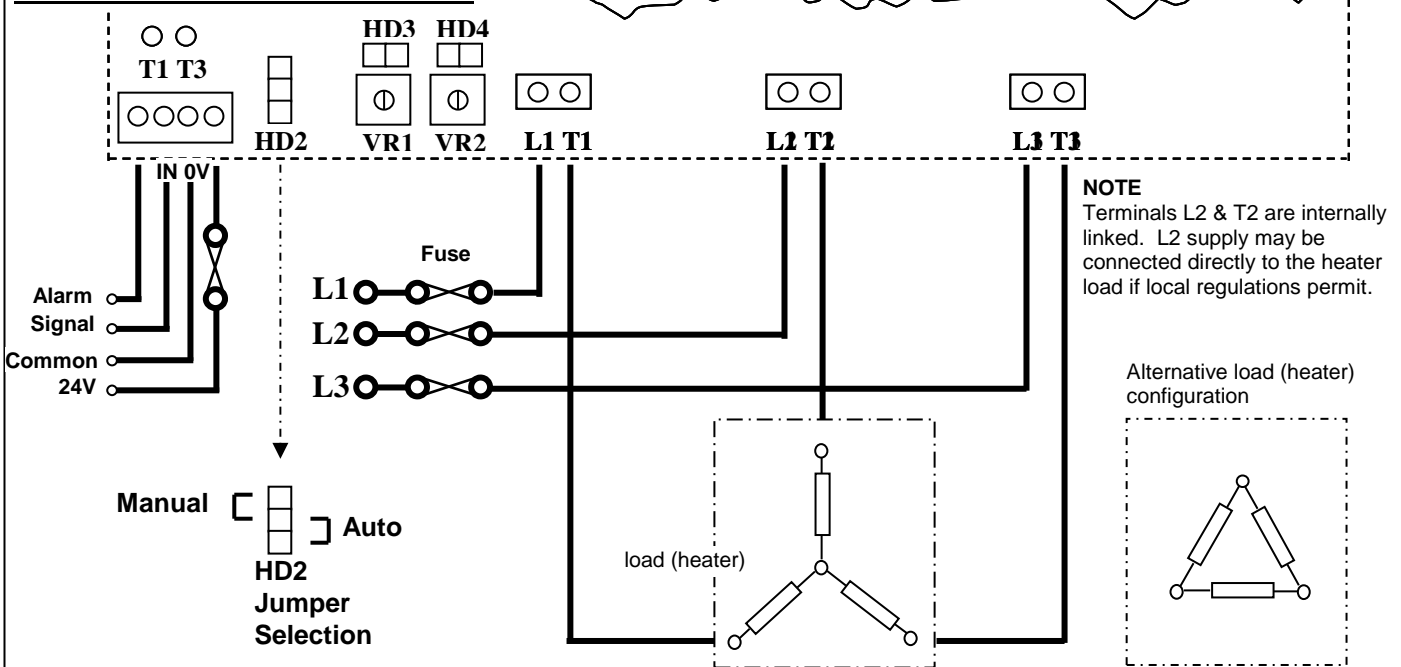 HD3 HD4
T1 T3
HD2
VR1 VR2 L1 T1 L2 T2 L3 T3
IN 0V
NOTE
Terminals L2 & T2 are internally
linked. L2 supply may be
connected directly to the heater
load if local regulations permit.
Fuse
L1
L2
L3
Alarm
Signal
Common
24V
Alternative load (heater)
configuration
Manual
Auto
HD2
Jumper
Selection
load (heater)